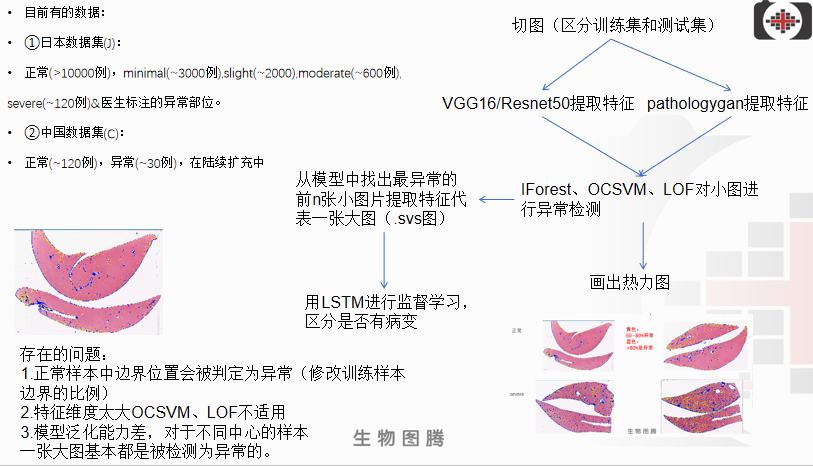 • 目前有的数据：
• ①日本数据集(J)：
• 正常(>10000例)，minimal(~3000例),slight(~2000),moderate(~600例),
severe(~120例)&医生标注的异常部位。
• ②中国数据集(C)：
• 正常(~120例)，异常(~30例)，在陆续扩充中
切图（区分训练集和测试集）
VGG16/Resnet50提取特征
pathologygan提取特征
IForest、OCSVM、LOF对小图进
行异常检测
从模型中找出最异常的
前n张小图片提取特征代
表一张大图（.svs图）
用LSTM进行监督学习，
区分是否有病变
画出热力图
正常
黄色：
50~80%异常
蓝色：
>80%是异常
severe
存在的问题：
1.正常样本中边界位置会被判定为异常（修改训练样本
边界的比例）
2.特征维度太大OCSVM、LOF不适用
3.模型泛化能力差，对于不同中心的样本
一张大图基本都是被检测为异常的。
生物图腾
生物图腾